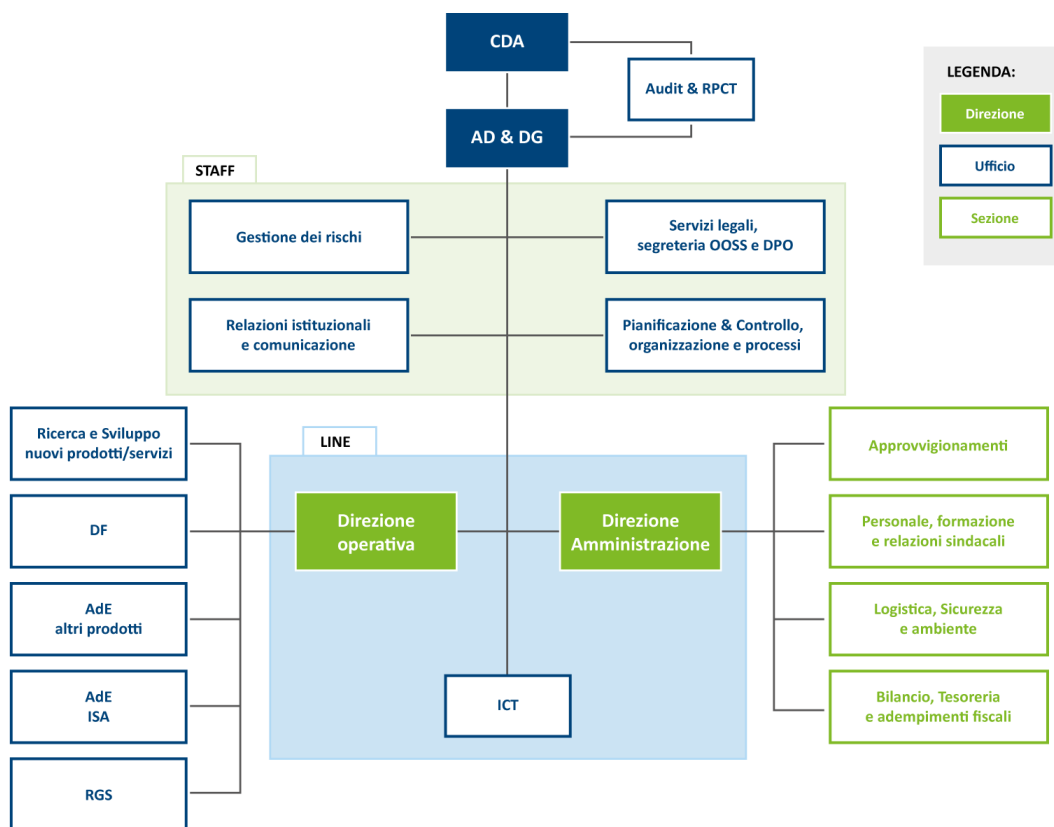 CDA
Audit & RPCT
AD & DG
LEGENDA:
Direzione
Ufficio
Sezione
STAFF
Gestione dei rischi
Servizi legali,
segreteria OOSS e DPO
Relazioni istituzionali
e comunicazione
Pianificazione & Controllo,
organizzazione e processi
LINE
Ricerca e Sviluppo
nuovi prodotti/servizi
DF
AdE
altri prodotti
AdE
ISA
RGS
Direzione
operativa
Direzione
Amministrazione
ICT
Approvvigionamenti
Personale, formazione
e relazioni sindacali
Logistica, Sicurezza
e ambiente
Bilancio, Tesoreria
e adempimenti fiscali